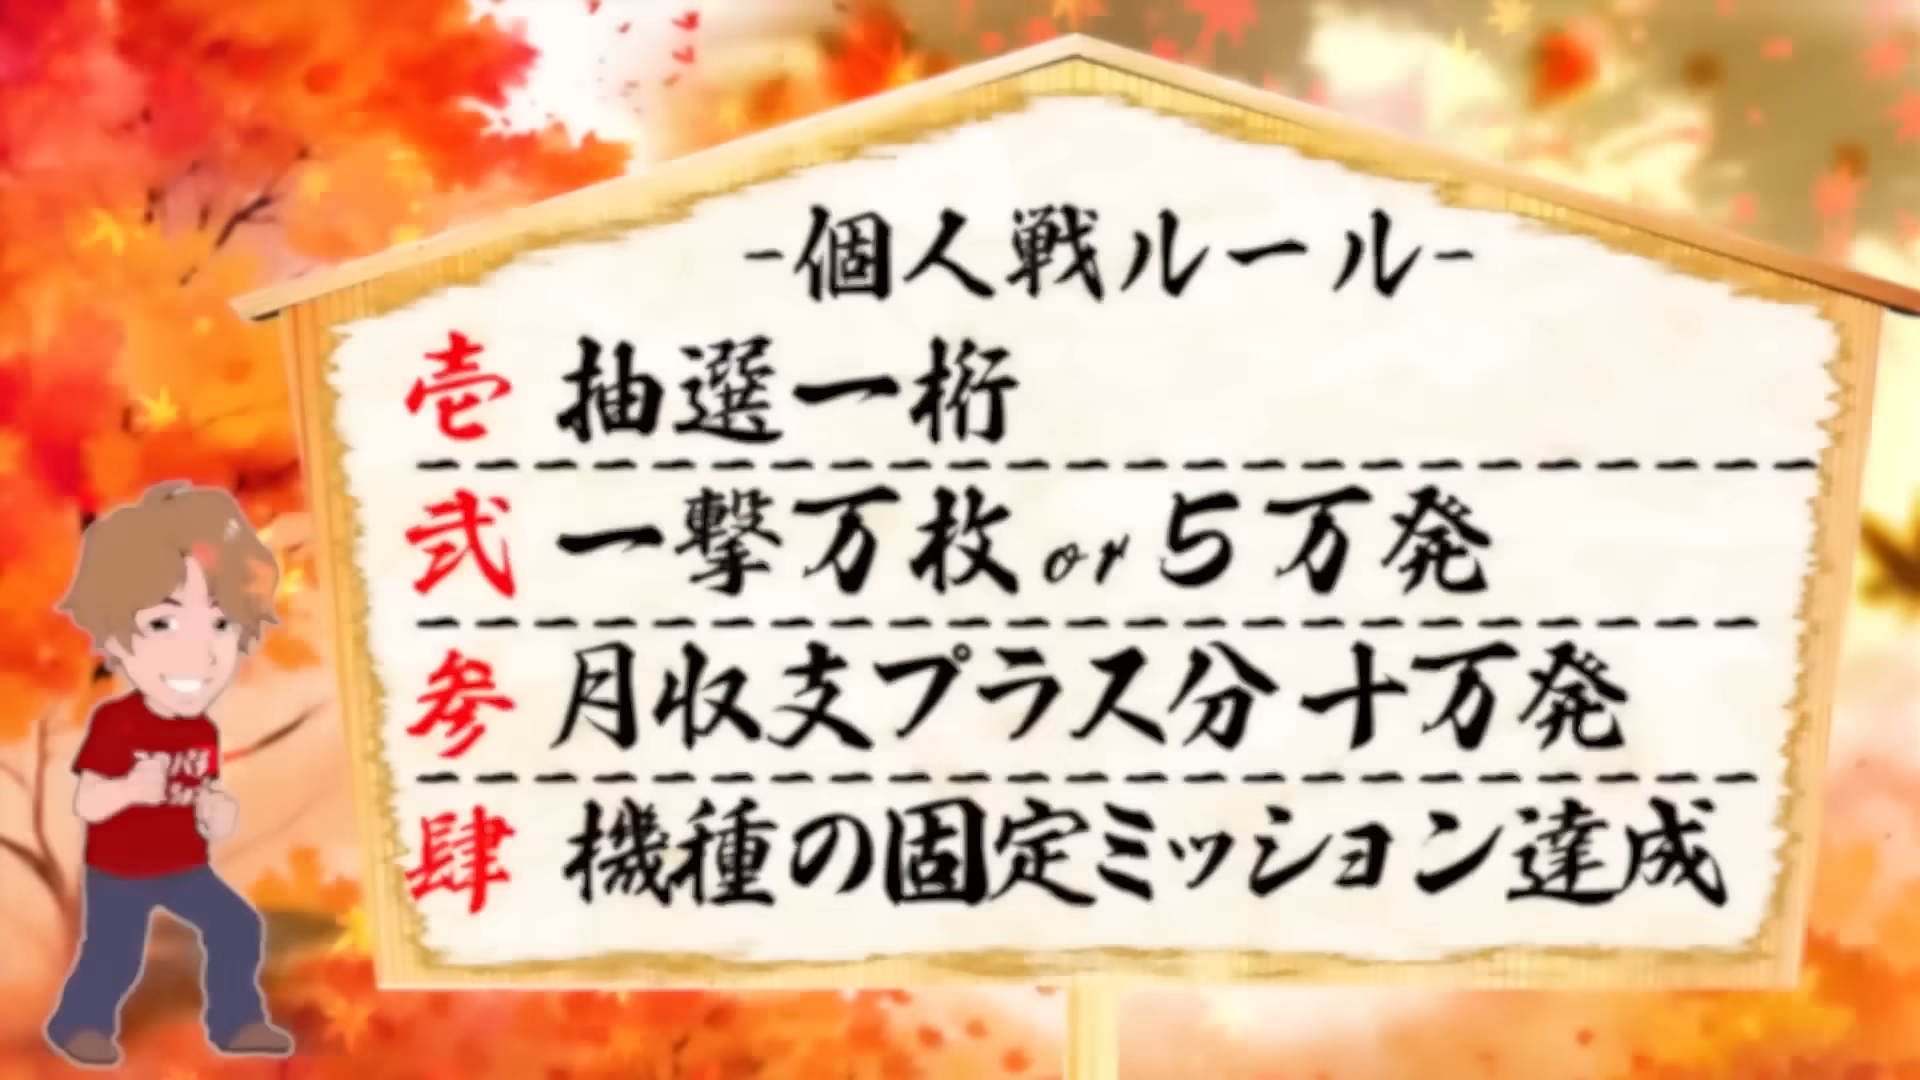 -個人戦ルール-
壱 抽選一桁
弐 一撃万枚or5万発
参 月収支プラス分十万発
肆 機種の固定ミッション達成